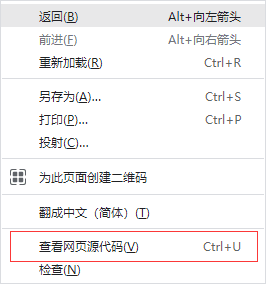 返回(B) Alt+向左箭头
前进(F) Alt+向右箭头
重新加载(R) Ctrl+R
另存为(A)... Ctrl+S
打印(P)... Ctrl+P
投射(C)...
为此页面创建二维码
翻成中文（简体）(T)
查看网页源代码(V) Ctrl+U
检查(N)